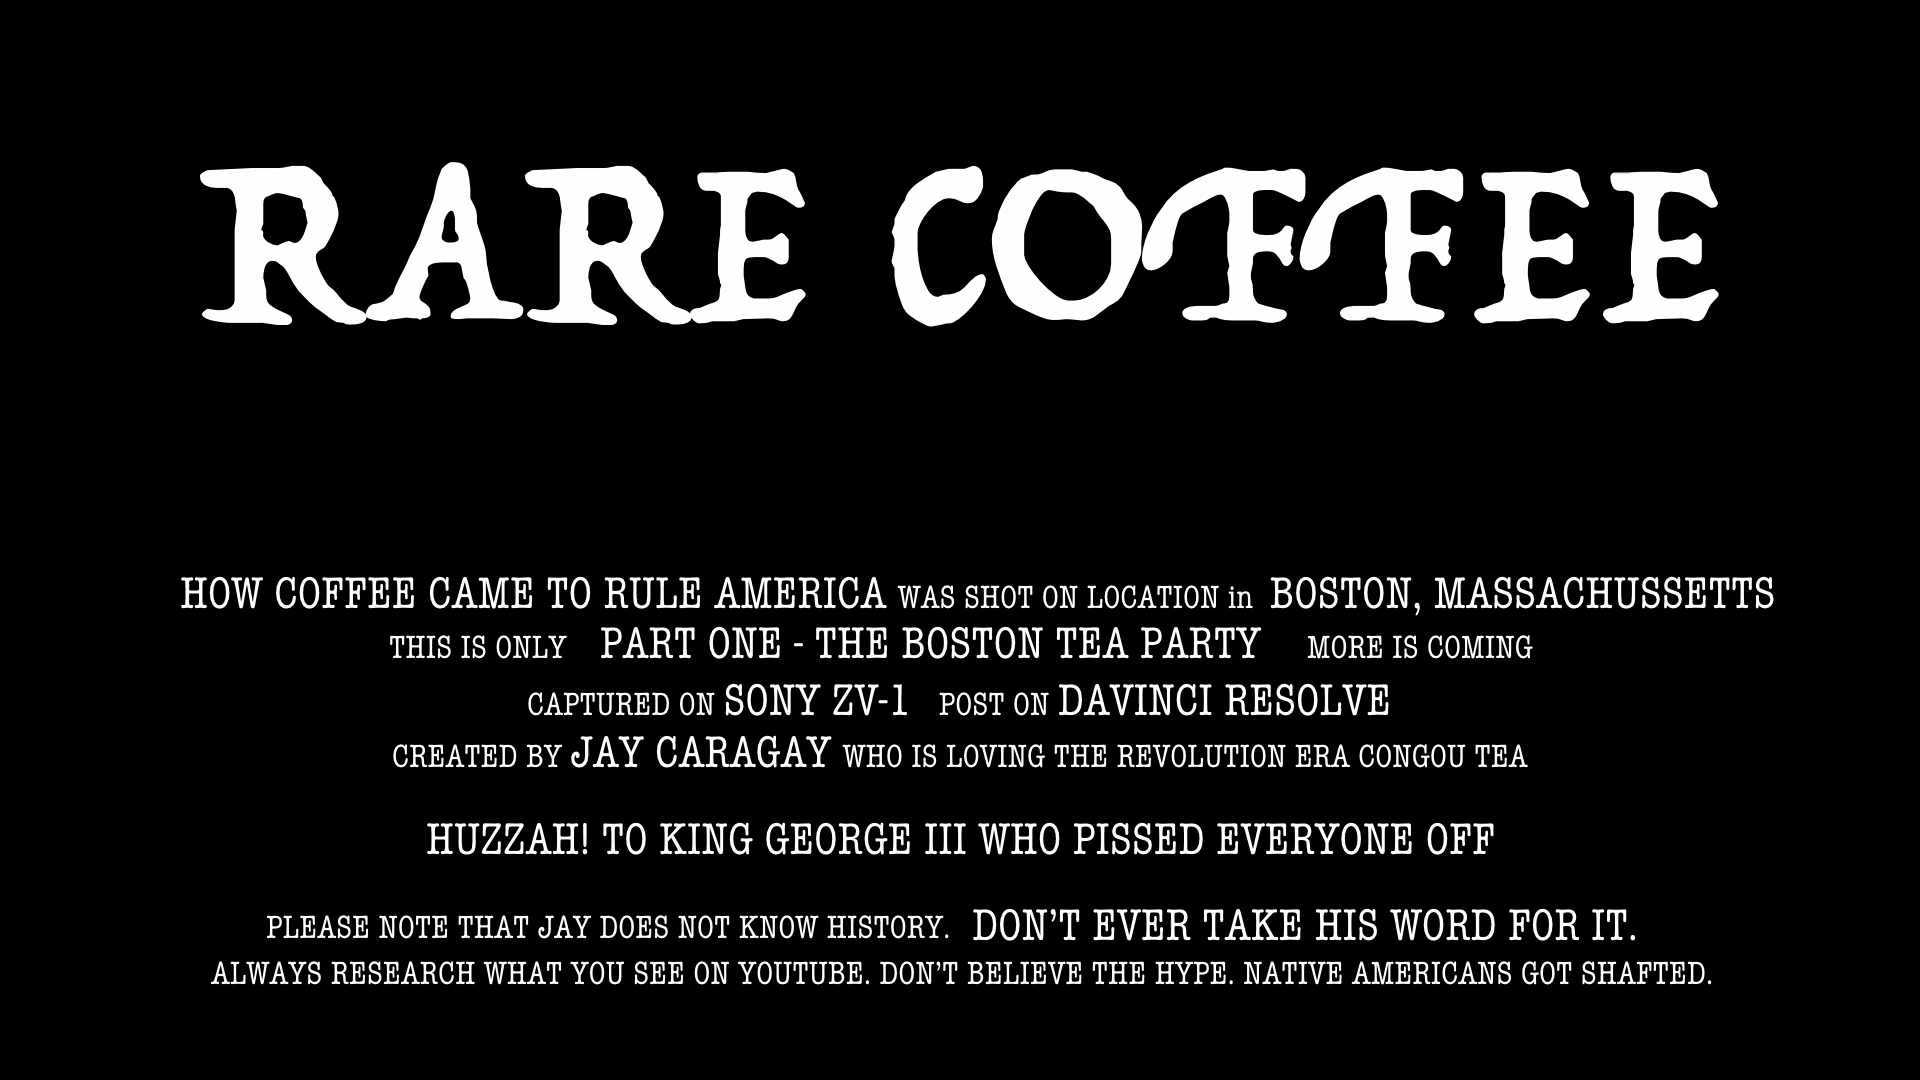 RARE COFFEE
HOW COFFEE CAME TO RULE AMERICA WAS SHOT ON LOCATION in BOSTON, MASSACHUSSETTS
THIS IS ONLY PART ONE - THE BOSTON TEA PARTY MORE IS COMING
CAPTURED ON SONY ZV-1 POST ON DAVINCI RESOLVE
CREATED BY JAY CARAGAY WHO IS LOVING THE REVOLUTION ERA CONGOU TEA
HUZZAH! TO KING GEORGE III WHO PISSED EVERYONE OFF
PLEASE NOTE THAT JAY DOES NOT KNOW HISTORY. DON'T EVER TAKE HIS WORD FOR IT.
ALWAYS RESEARCH WHAT YOU SEE ON YOUTUBE. DON'T BELIEVE THE HYPE. NATIVE AMERICANS GOT SHAFTED.